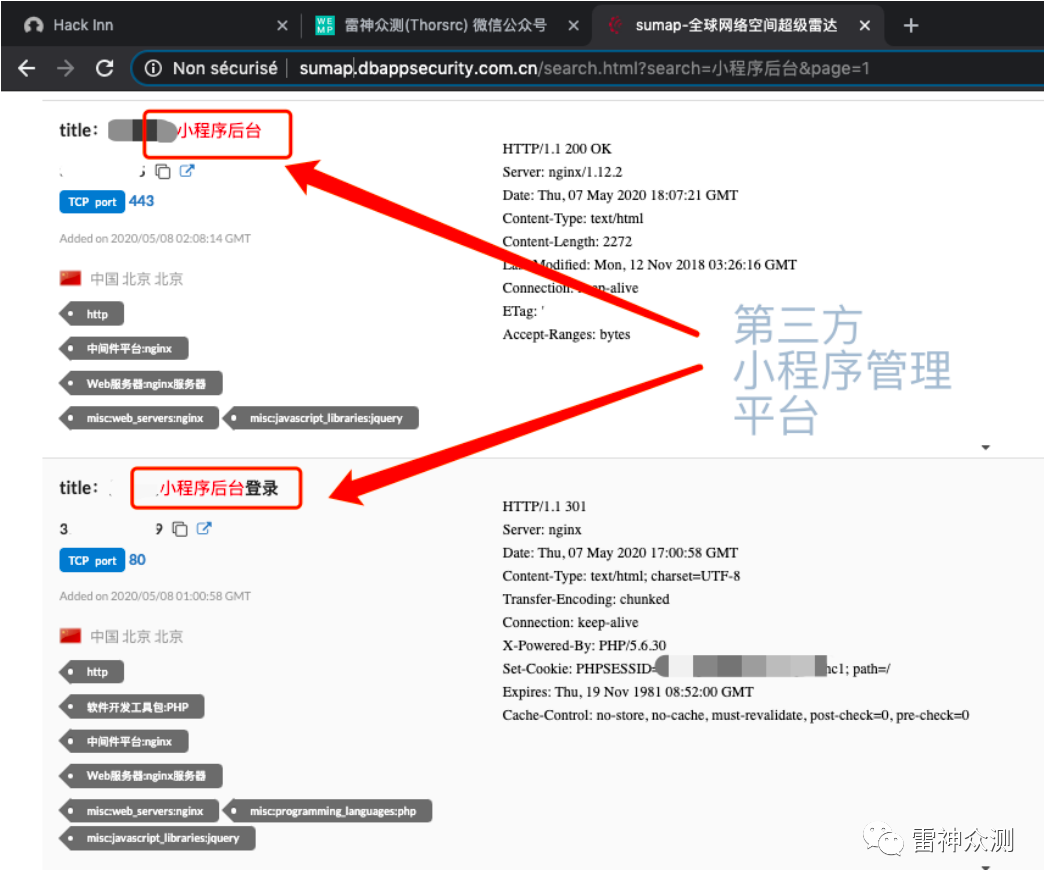 Hack Inn
雷神众测(Thorsrc) 微信公众号
sumap-全球网络空间超级雷达
Non sécurisé
sumap.dbappsecurity.com.cn/search.html?search=小程序后台&page=1
title：
小程序后台
TCP port 443
Added on 2020/05/08 02:08:14 GMT
中国 北京 北京
http
中间件平台:nginx
Web服务器:nginx服务器
misc:web_servers:nginx
misc:javascript_libraries:jquery
HTTP/1.1 200 OK
Server: nginx/1.12.2
Date: Thu, 07 May 2020 18:07:21 GMT
Content-Type: text/html
Content-Length: 2272
Modified: Mon, 12 Nov 2018 03:26:16 GMT
Connection: keep-alive
ETag: '
Accept-Ranges: bytes
第三方
小程序管理
平台
title：
小程序后台登录
3
9
TCP port 80
Added on 2020/05/08 01:00:58 GMT
中国 北京 北京
http
软件开发工具包:PHP
中间件平台:nginx
Web服务器:nginx服务器
misc:web_servers:nginx
misc:programming_languages:php
misc:javascript_libraries:jquery
HTTP/1.1 301
Server: nginx
Date: Thu, 07 May 2020 17:00:58 GMT
Content-Type: text/html; charset=UTF-8
Transfer-Encoding: chunked
Connection: keep-alive
X-Powered-By: PHP/5.6.30
Set-Cookie: PHPSESSID=
nc1; path=/
Expires: Thu, 19 Nov 1981 08:52:00 GMT
Cache-Control: no-store, no-cache, must-revalidate, post-check=0, pre-check=0
雷神众测